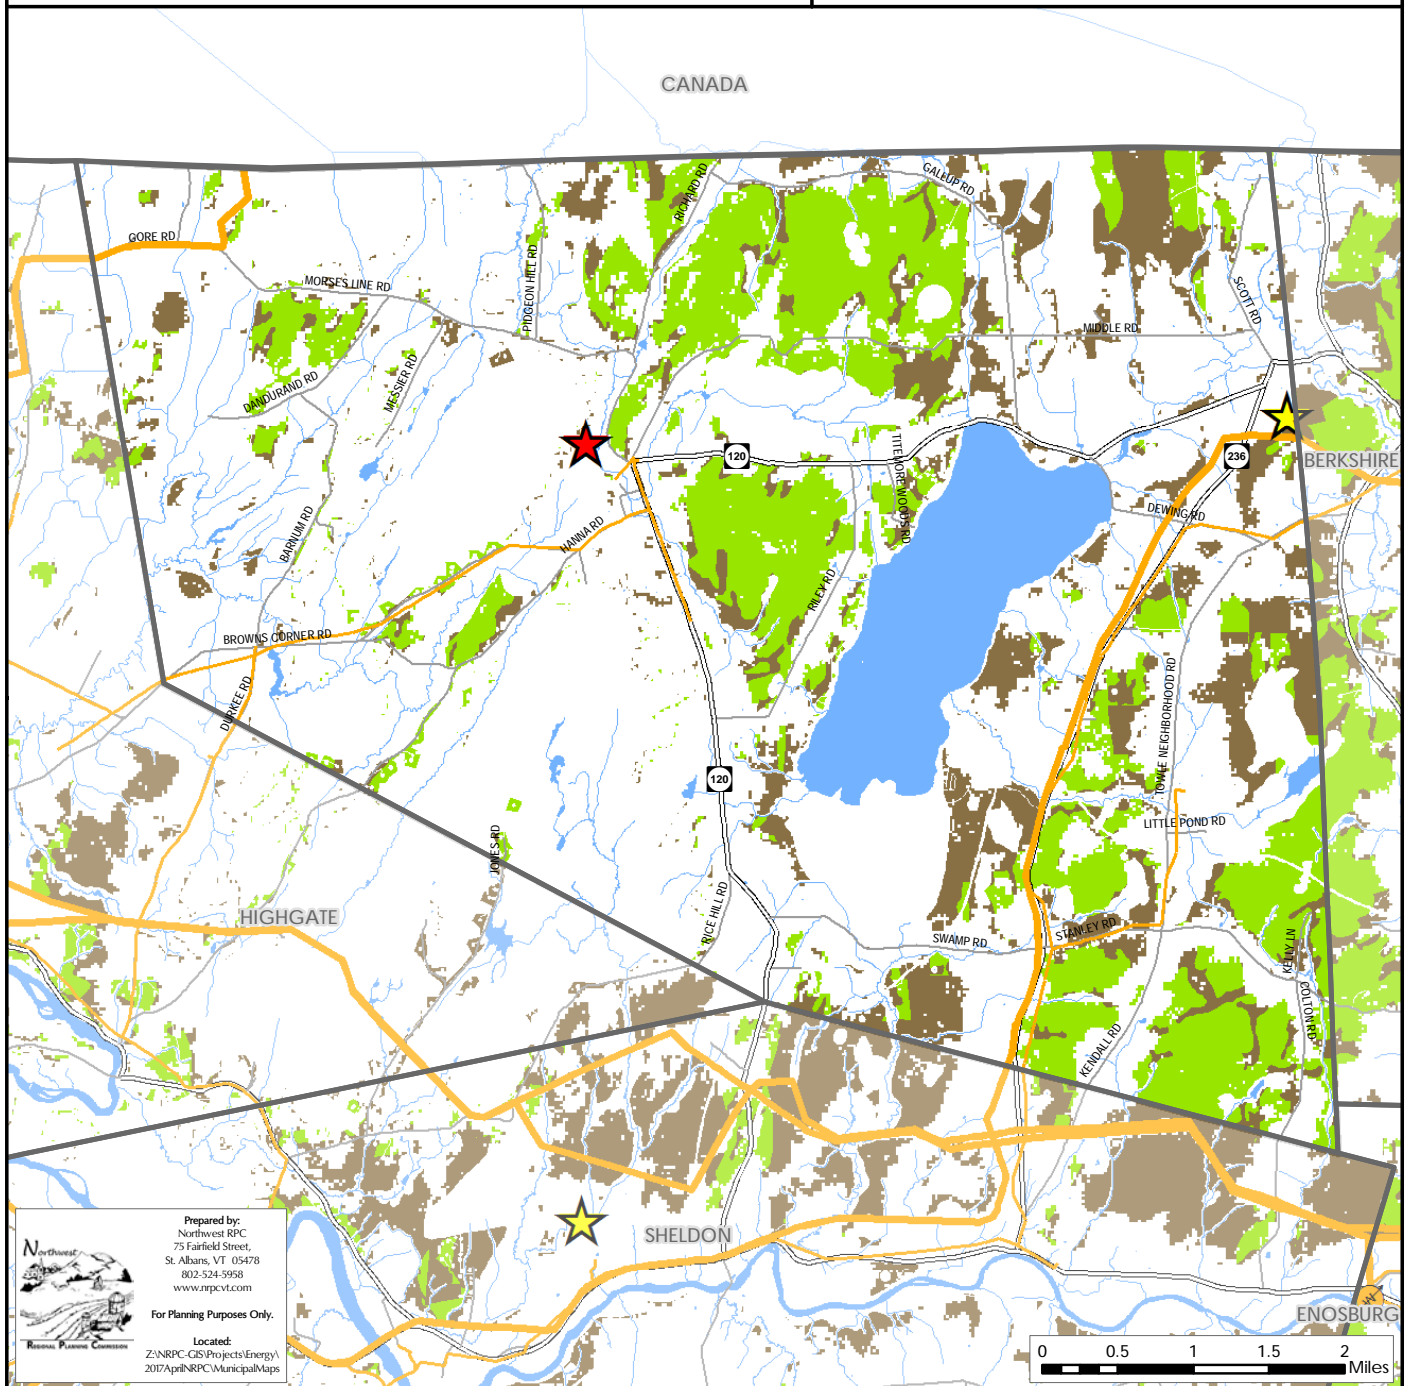 CANADA
GALEUP RD
RICHARD RD
GORE RD
MORSES LINE RD
PIDGEON HILL RD
SCOTT RD
MIDDLE RD
DANDURAND RD
MESSIER RD
120
236
BERKSHIRE
TITEMORE WOODS RD
DEWING RD
BARNUM RD
HANNA RD
RILEY RD
BROWNS CORNER RD
DURKEE RD
TOWLE NEIGHBORHOOD RD
120
LITTLE POND RD
JONES RD
HIGHGATE
RICE HILL RD
SWAMP RD
STANLEY RD
KELLY LN
COLTON RD
KENDALL RD
SHELDON
ENOSBURG
W
Northwest
REGIONAL PLANNING COMMISSION
Prepared by:
Northwest RPC
75 Fairfield Street,
St. Albans, VT 05478
802-524-5958
www.nrpcvt.com
For Planning Purposes Only.
Located:
Z:\NRPC-GIS\Projects\Energy\
2017AprilNRPC\MunicipalMaps
0 0.5 1 1.5 2
Miles